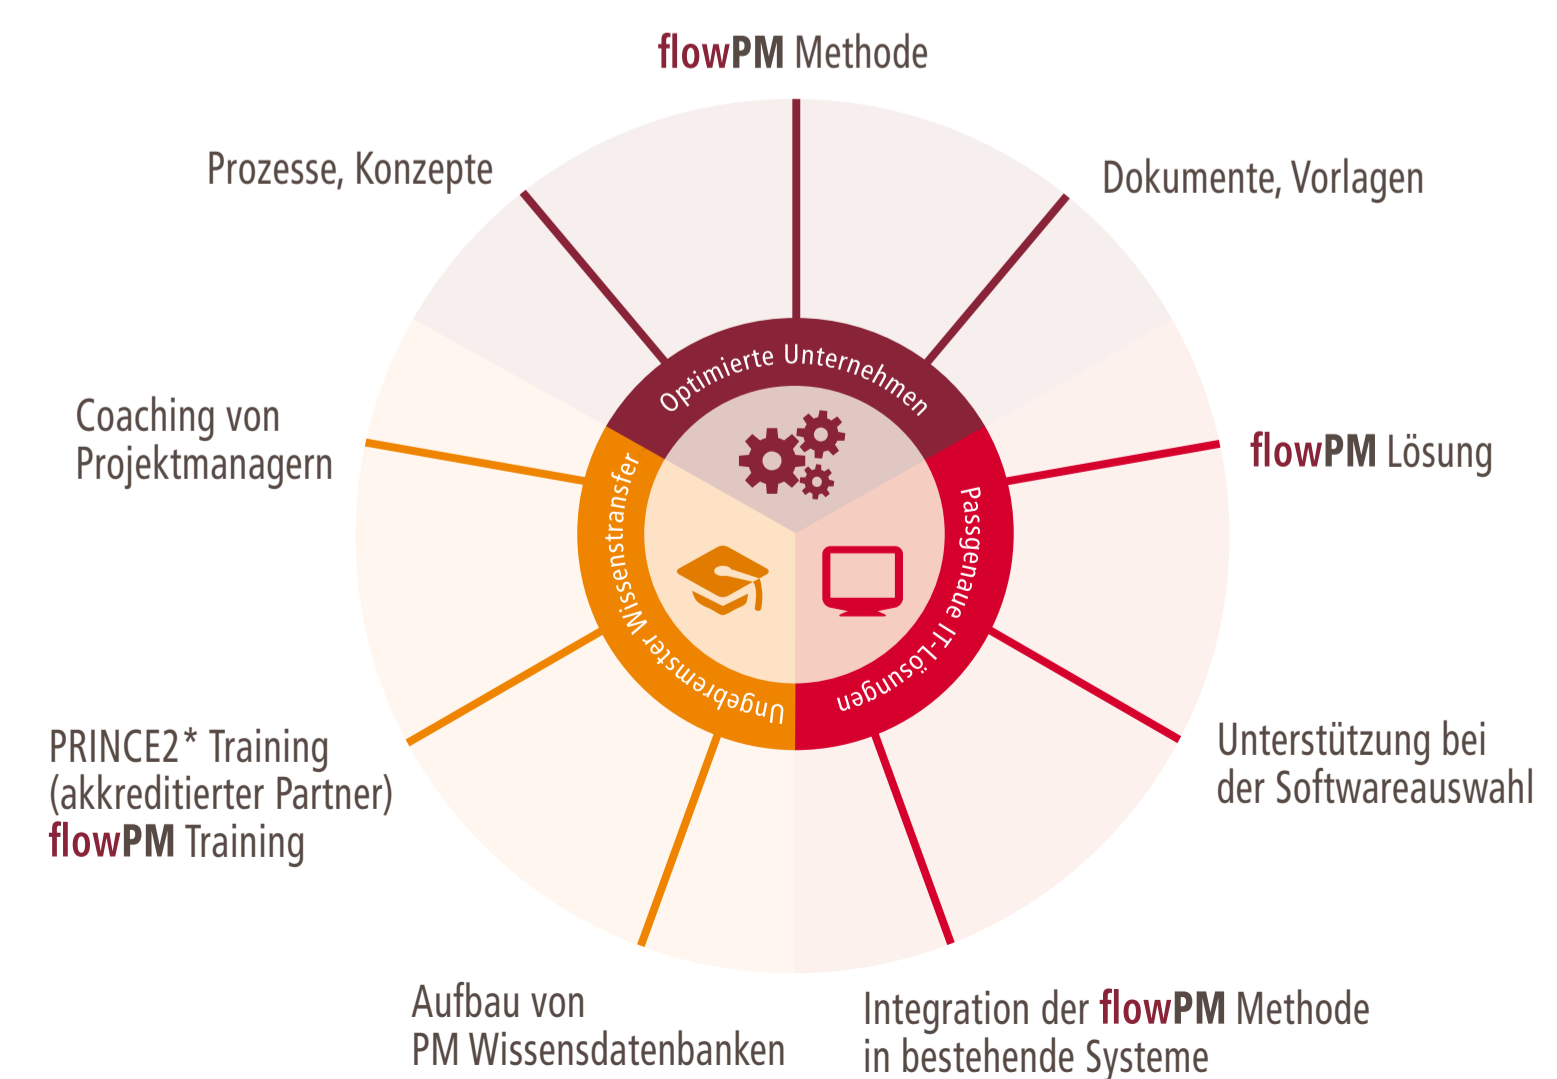 flowPM Methode
Prozesse, Konzepte
Dokumente, Vorlagen
Optimierte Unternehmen
Coaching von
Projektmanagern
flowPM Lösung
Ungebremster Wissenstransfer
Passgenaue IT-Lösungen
PRINCE2* Training
(akkreditierter Partner)
flowPM Training
Unterstützung bei
der Softwareauswahl
Aufbau von
PM Wissensdatenbanken
Integration der flowPM Methode
in bestehende Systeme